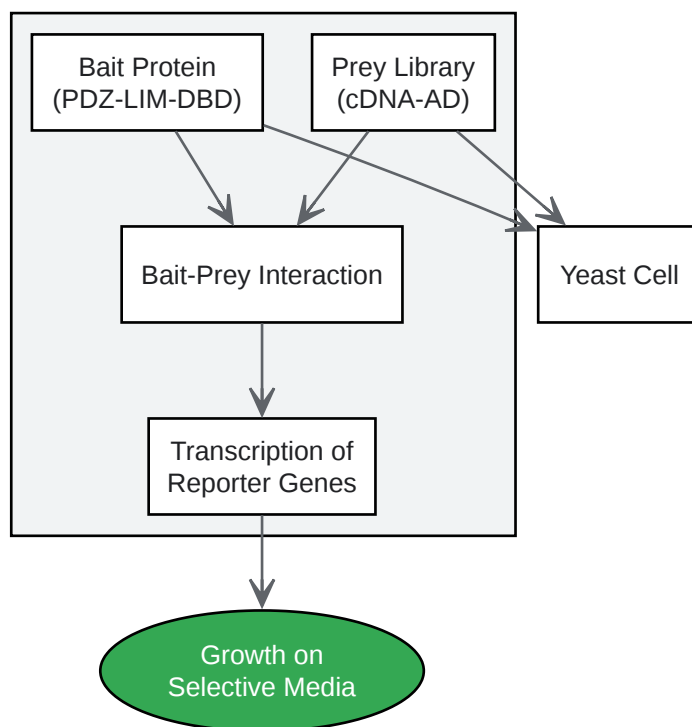 Bait Protein
(PDZ-LIM-DBD)
Prey Library
(cDNA-AD)
Bait-Prey Interaction
Yeast Cell
Transcription of
Reporter Genes
Growth on
Selective Media